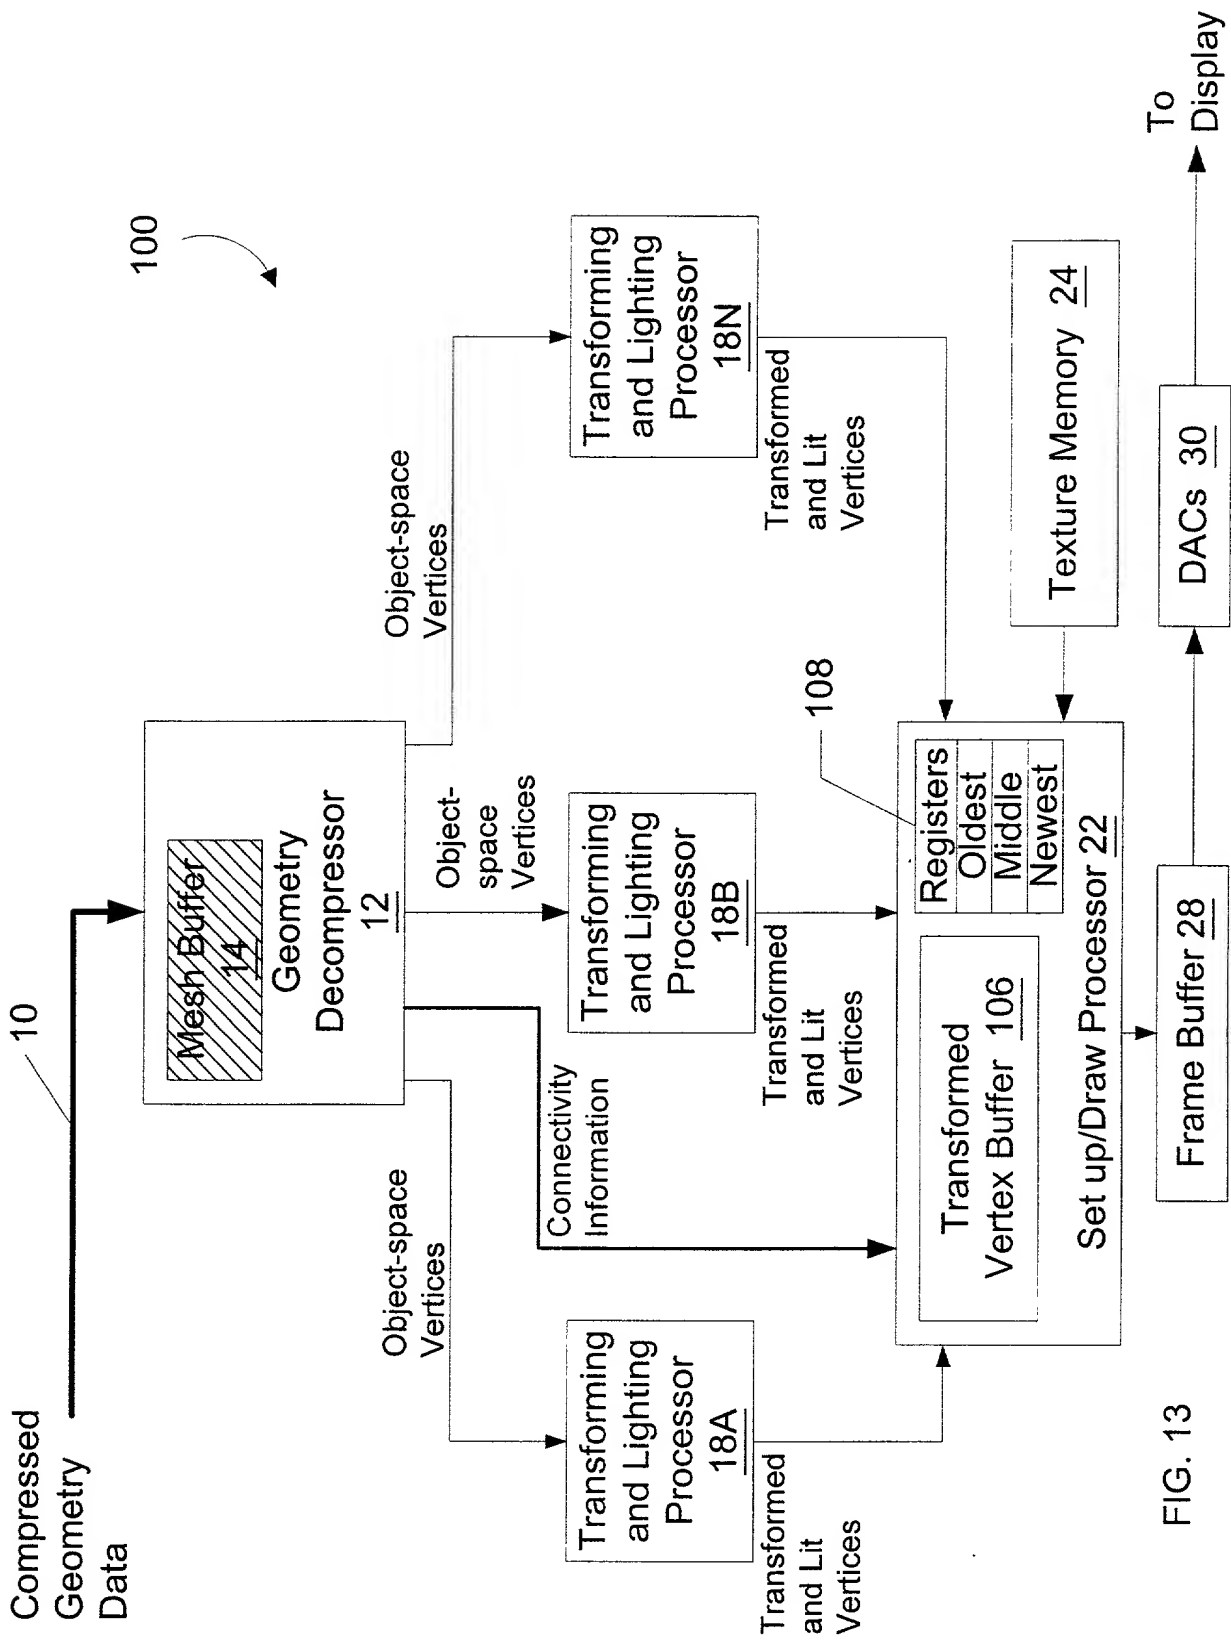 Compressed
Geometry
Data
10
100
Mesh Buffer
14
Geometry
Decompressor
12
Object-space
Vertices
Connectivity
Information
Object-
space
Vertices
Object-space
Vertices
Transforming
and Lighting
Processor
18A
Transforming
and Lighting
Processor
18B
Transforming
and Lighting
Processor
18N
Transformed
and Lit
Vertices
Transformed
and Lit
Vertices
Transformed
and Lit
Vertices
108
Transformed
Vertex Buffer 106
Registers
Oldest
Middle
Newest
Set up/Draw Processor 22
Texture Memory 24
Frame Buffer 28
DACs 30
To
Display
FIG. 13